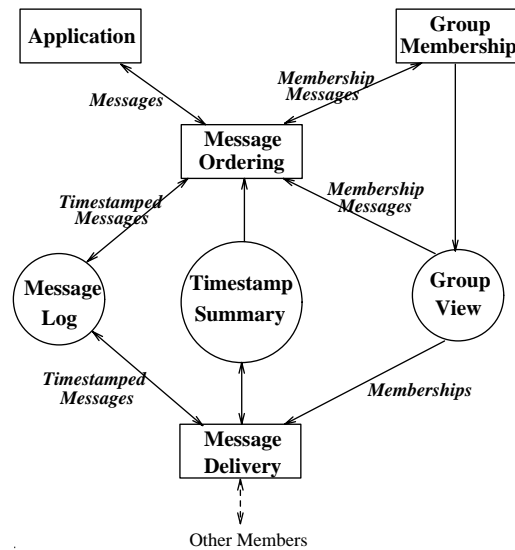 Application
Group
Membership
Messages
Membership
Messages
Message
Ordering
Timestamped
Messages
Membership
Messages
Message
Log
Timestamp
Summary
Group
View
Timestamped
Messages
Memberships
Message
Delivery
Other Members